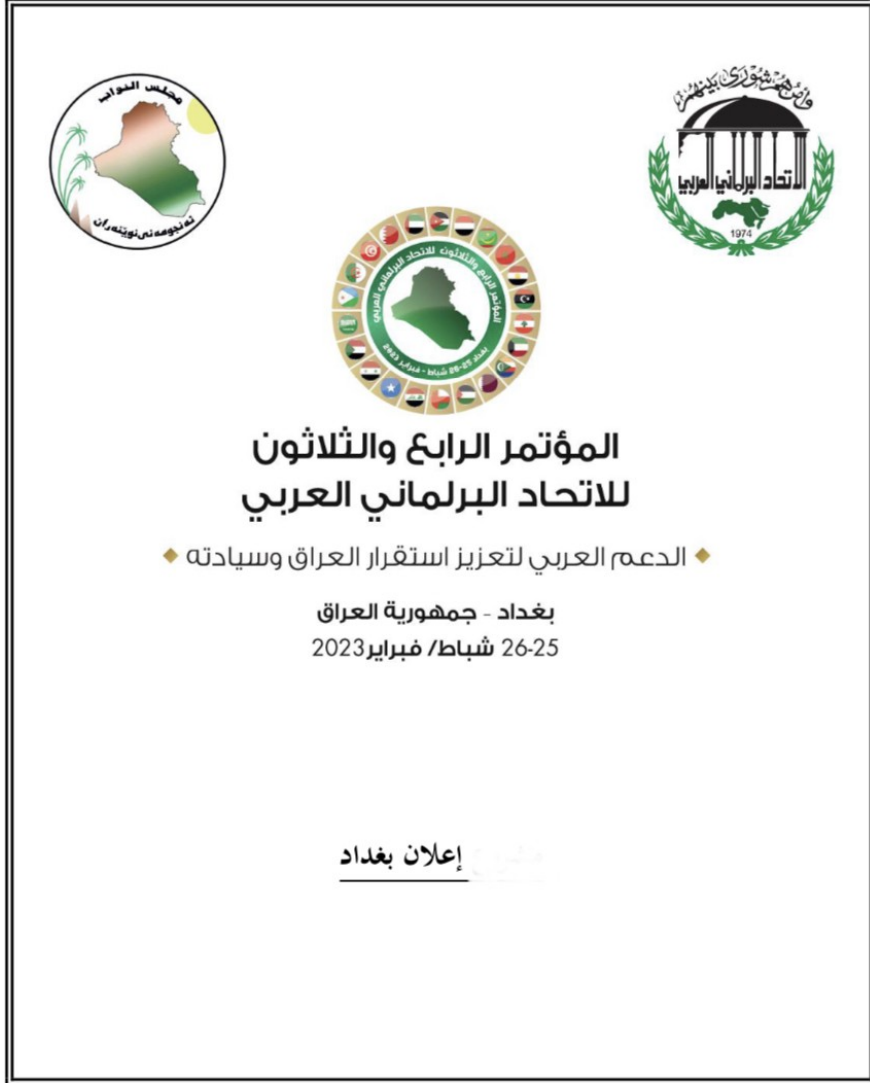 وأمرهم شورى بينهم
الاتحاد البرلماني العربي
1974
مجلس النواب
ئەنجومەنی نوێنەران
المؤتمر الرابع والثلاثون للاتحاد البرلماني العربي
بغداد 25-26 شباط - فبراير 2023
المؤتمر الرابع والثلاثون
للاتحاد البرلماني العربي
الدعم العربي لتعزيز استقرار العراق وسيادته
بغداد - جمهورية العراق
25-26 شباط/ فبراير2023
إعلان بغداد